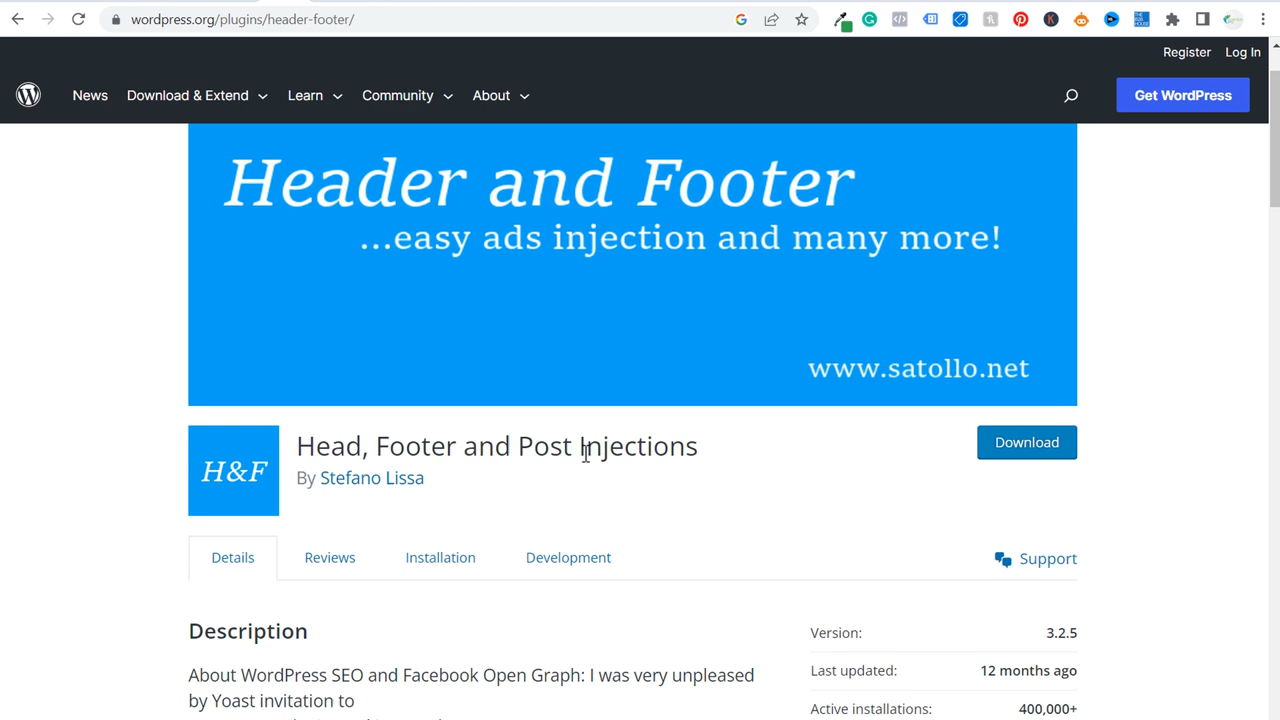 wordpress.org/plugins/header-footer/
Register Log In
News Download & Extend Learn Community About Get WordPress
Header and Footer
...easy ads injection and many more!
www.satollo.net
H&F
Head, Footer and Post Injections
Download
By Stefano Lissa
Details Reviews Installation Development Support
Description
Version: 3.2.5
About WordPress SEO and Facebook Open Graph: I was very unpleased
Last updated: 12 months ago
by Yoast invitation to
Active installations: 400,000+